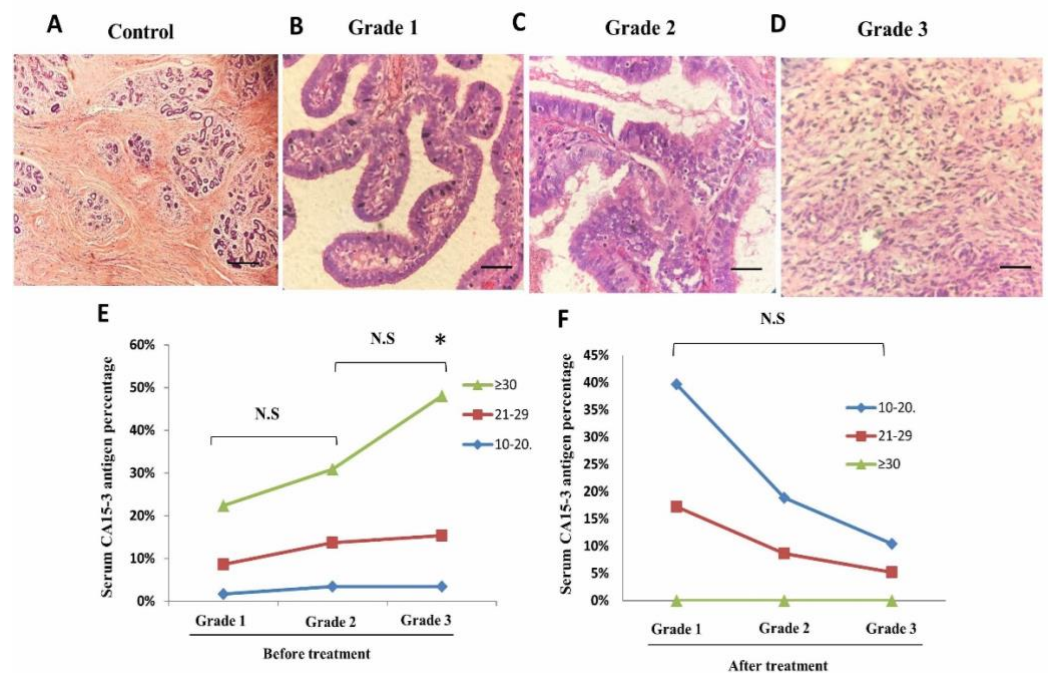 A Control
B Grade 1
C Grade 2
D Grade 3
E
60%
50%
40%
30%
20%
10%
0%
Serum CA15-3 antigen percentage
N.S
N.S *
≥30
21-29
10-20.
Grade 1 Grade 2 Grade 3
Before treatment
F
45%
40%
35%
30%
25%
20%
15%
10%
5%
0%
Serum CA15-3 antigen percentage
N.S
10-20.
21-29
≥30
Grade 1 Grade 2 Grade 3
After treatment